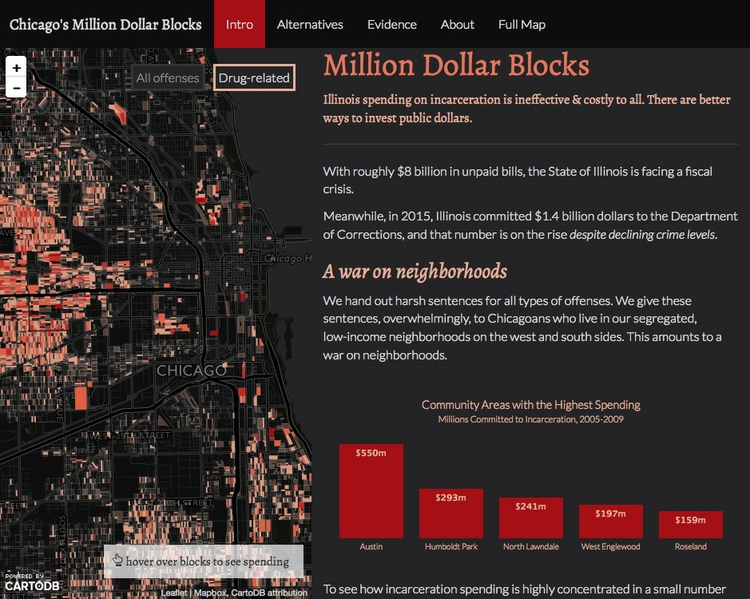 Chicago's Million Dollar Blocks
Intro
Alternatives
Evidence
About
Full Map
+
−
All offenses
Drug-related
Chicago H
CHICAGO
WEST 35TH STREET
hover over blocks to see spending
POWERED BY
CARTODB
Leaflet | Mapbox, CartoDB attribution
Million Dollar Blocks
Illinois spending on incarceration is ineffective & costly to all. There are better
ways to invest public dollars.
With roughly $8 billion in unpaid bills, the State of Illinois is facing a fiscal
crisis.
Meanwhile, in 2015, Illinois committed $1.4 billion dollars to the Department
of Corrections, and that number is on the rise despite declining crime levels.
A war on neighborhoods
We hand out harsh sentences for all types of offenses. We give these
sentences, overwhelmingly, to Chicagoans who live in our segregated,
low-income neighborhoods on the west and south sides. This amounts to a
war on neighborhoods.
Community Areas with the Highest Spending
Millions Committed to Incarceration, 2005-2009
$550m
$293m
$241m
$197m
$159m
Austin
Humboldt Park
North Lawndale
West Englewood
Roseland
To see how incarceration spending is highly concentrated in a small number